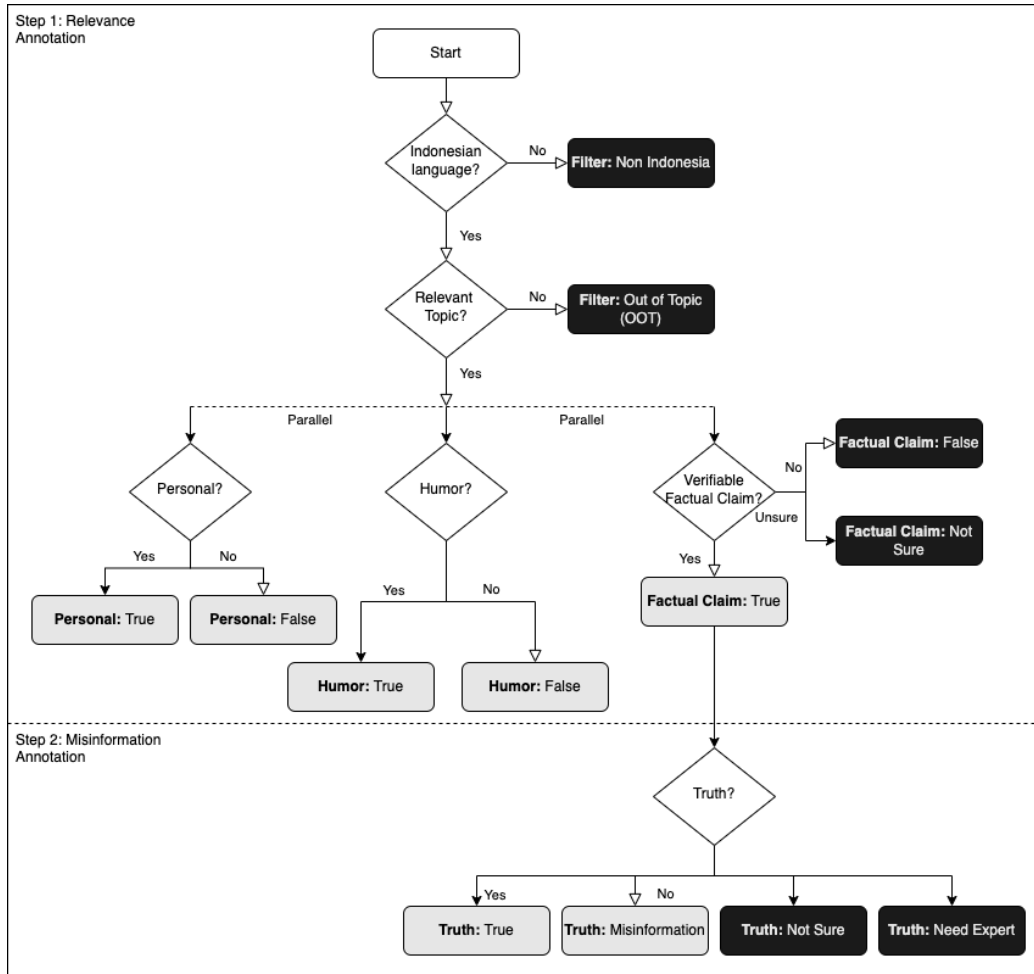 Step 1: Relevance
Annotation
Start
Indonesian
language?
No
Filter: Non Indonesia
Yes
Relevant
Topic?
No
Filter: Out of Topic
(OOT)
Yes
Parallel
Parallel
Personal?
Humor?
Verifiable
Factual Claim?
No
Factual Claim: False
Unsure
Factual Claim: Not
Sure
Yes
No
Yes
No
Yes
Factual Claim: True
Personal: True
Personal: False
Humor: True
Humor: False
Step 2: Misinformation
Annotation
Truth?
Yes
No
Truth: True
Truth: Misinformation
Truth: Not Sure
Truth: Need Expert